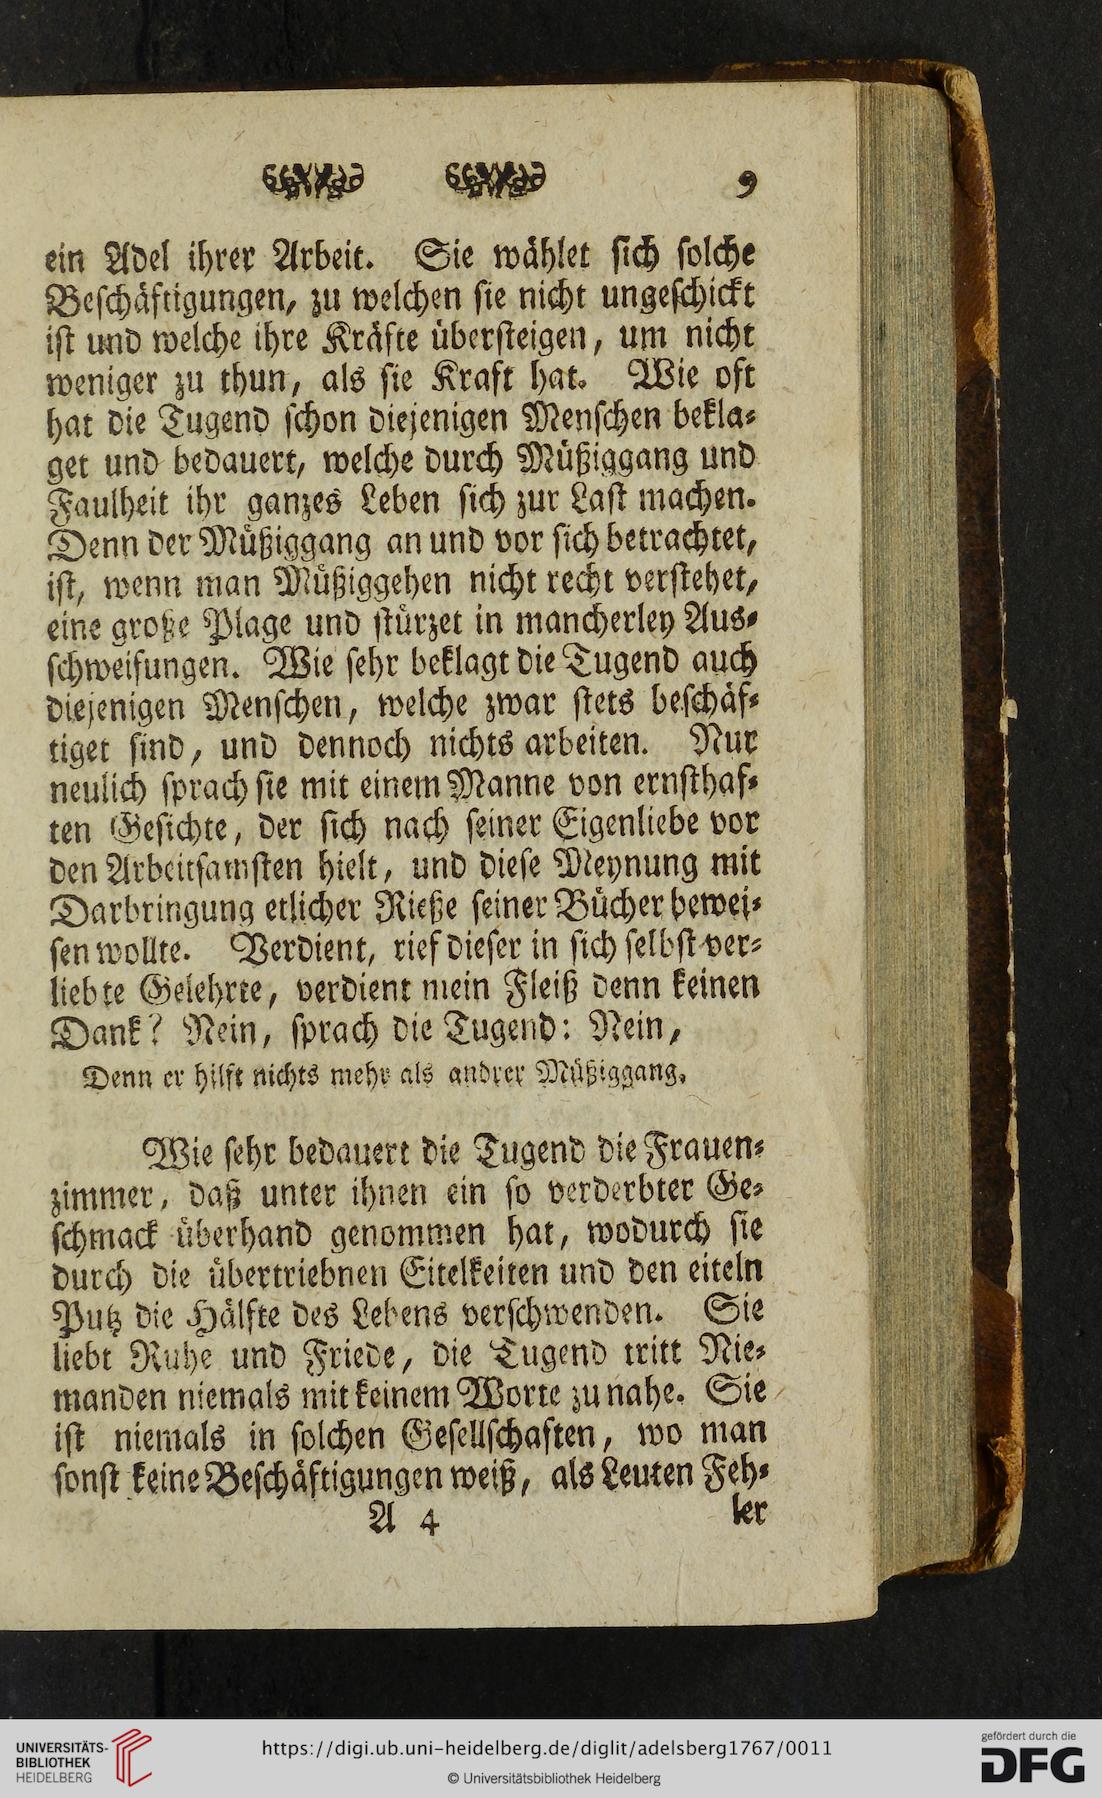 9
ein Adel ihrer Arbeit. Sie wählet sich solche
Beschäftigungen, zu welchen sie nicht ungeschickt
ist und welche ihre Kräfte übersteigen, um nicht
weniger zu thun, als sie Kraft hat. Wie oft
hat die Tugend schon diejenigen Menschen bekla-
get und bedauert, welche durch Müßiggang und
Faulheit ihr ganzes Leben sich zur Last machen.
Denn der Müßiggang an und vor sich betrachtet,
ist, wenn man Müßiggehen nicht recht verstehet,
eine große Plage und stürzet in mancherley Aus-
schweifungen. Wie sehr beklagt die Tugend auch
diejenigen Menschen, welche zwar stets beschäf-
tiget sind, und dennoch nichts arbeiten. Nur
neulich sprach sie mit einem Manne von ernsthaf-
ten Gesichte, der sich nach seiner Eigenliebe vor
den Arbeitsamsten hielt, und diese Meynung mit
Darbringung etlicher Rieße seiner Bücher bewei-
sen wollte. Verdient, rief dieser in sich selbst ver-
liebte Gelehrte, verdient mein Fleiß denn keinen
Dank? Nein, sprach die Tugend: Nein,
Denn er hilft nichts mehr als andrer Müßiggang.
Wie sehr bedauert die Tugend die Frauen-
zimmer, daß unter ihnen ein so verderbter Ge-
schmack überhand genommen hat, wodurch sie
durch die übertriebnen Eitelkeiten und den eiteln
Putz die Hälfte des Lebens verschwenden. Sie
liebt Ruhe und Friede, die Tugend tritt Nie-
manden niemals mit keinem Worte zu nahe. Sie
ist niemals in solchen Gesellschaften, wo man
sonst keine Beschäftigungen weiß, als Leuten Feh-
A 4 ler
UNIVERSITÄTS-
BIBLIOTHEK
HEIDELBERG
https://digi.ub.uni-heidelberg.de/diglit/adelsberg1767/0011
© Universitätsbibliothek Heidelberg
gefördert durch die
DFG